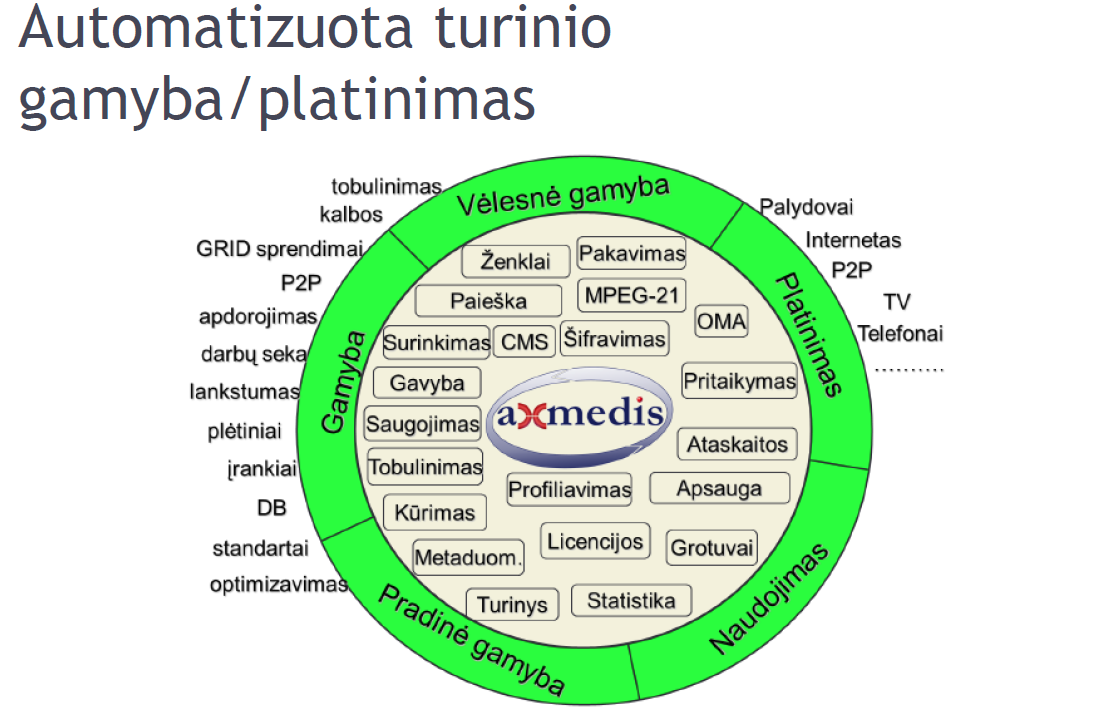 Automatizuota turinio
gamyba/platinimas
tobulinimas
kalbos
GRID sprendimai
P2P
apdorojimas
darbų seka
lankstumas
plėtiniai
įrankiai
DB
standartai
optimizavimas
Vėlesnė gamyba
Platinimas
Naudojimas
Pradinė gamyba
Gamyba
Palydovai
Internetas
P2P
TV
Telefonai
..........
Ženklai
Pakavimas
Paieška
MPEG-21
OMA
Surinkimas
CMS
Šifravimas
Gavyba
Pritaikymas
Saugojimas
axmedis
Ataskaitos
Tobulinimas
Profiliavimas
Apsauga
Kūrimas
Licencijos
Grotuvai
Metaduom.
Turinys
Statistika